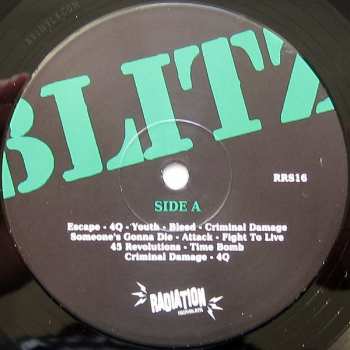 BLITZ
RRS16
SIDE A
Escape - 4Q - Youth - Bleed - Criminal Damage
Someone's Gonna Die - Attack - Fight To Live
45 Revolutions - Time Bomb
Criminal Damage - 4Q
RADIATION
REISSUES